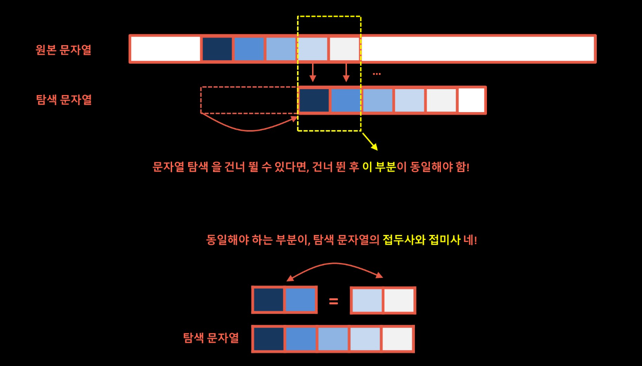 원본 문자열
...
탐색 문자열
문자열 탐색 을 건너 뛸 수 있다면, 건너 뛴 후 이 부분이 동일해야 함!
동일해야 하는 부분이, 탐색 문자열의 접두사와 접미사 네!
=
탐색 문자열